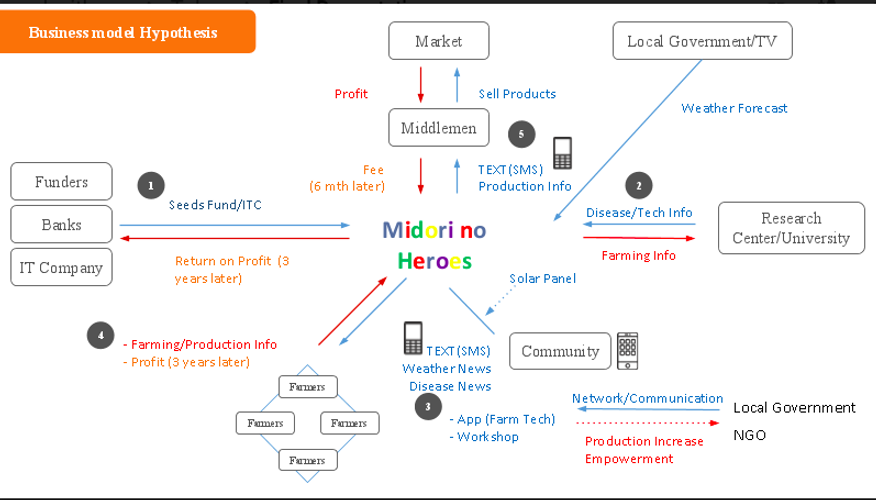 Business model Hypothesis
Market
Local Government/TV
Profit
Sell Products
Weather Forecast
Middlemen
5
Fee
(6 mth later)
TEXT(SMS)
Production Info
Funders
Banks
IT Company
1
Seeds Fund/ITC
Return on Profit (3
years later)
Midori no
Heroes
2
Disease/Tech Info
Farming Info
Research
Center/University
Solar Panel
4
- Farming/Production Info
- Profit (3 years later)
TEXT(SMS)
Weather News
Disease News
Community
3
- App (Farm Tech)
- Workshop
Network/Communication
Production Increase
Empowerment
Local Government
NGO
Farmers
Farmers
Farmers
Farmers